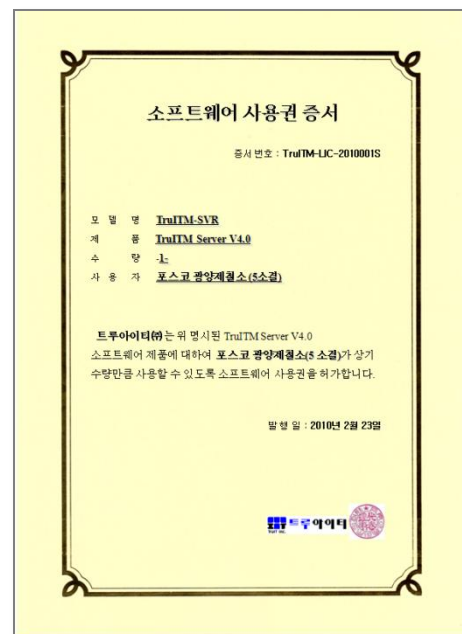 소프트웨어 사용권 증서
증서 번호 : TruITM-LIC-2010001S
모 델 명 TruITM-SVR
제 품 TruITM Server V4.0
수 량 -1-
사 용 자 포스코 광양제철소 (5소결)
트루아이티㈜는 위 명시된 TruITM Server V4.0
소프트웨어 제품에 대하여 포스코 광양제철소(5 소결)가 상기
수량만큼 사용할 수 있도록 소프트웨어 사용권을 허가합니다.
발 행 일 : 2010년 2월 23일
트루아이티